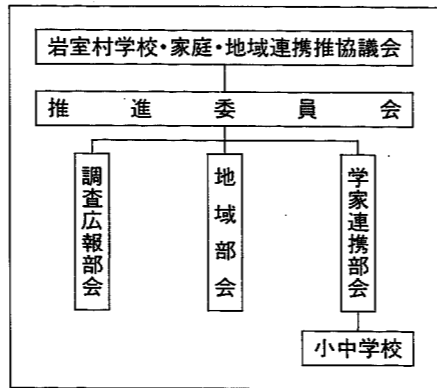 岩室村学校・家庭・地域連携推協議会
推進委員会
調査広報部会
地域部会
学家連携部会
小中学校